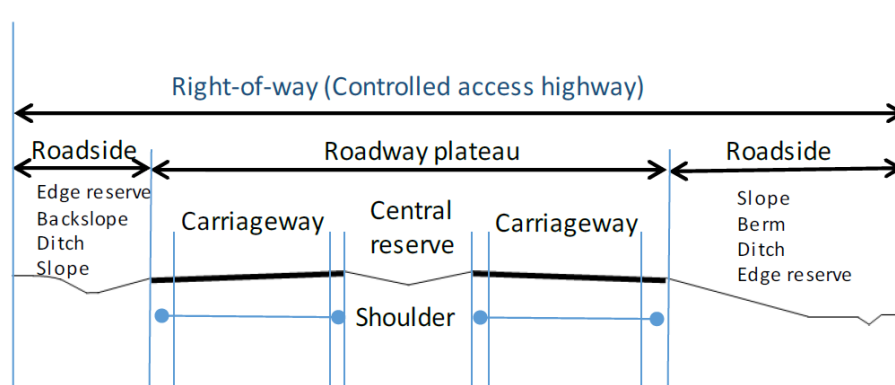 Right-of-way (Controlled access highway)
Roadside
Roadway plateau
Roadside
Edge reserve
Backslope
Ditch
Slope
Carriageway
Central
reserve
Carriageway
Slope
Berm
Ditch
Edge reserve
Shoulder